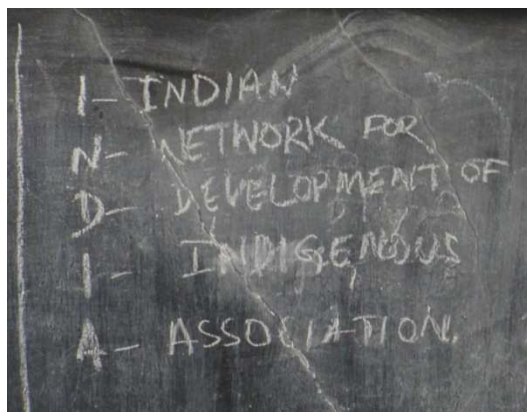 I- INDIAN
N- NETWORK FOR
D- DEVELOPMENT OF
I- INDIGENOUS
A- ASSOCIATION.